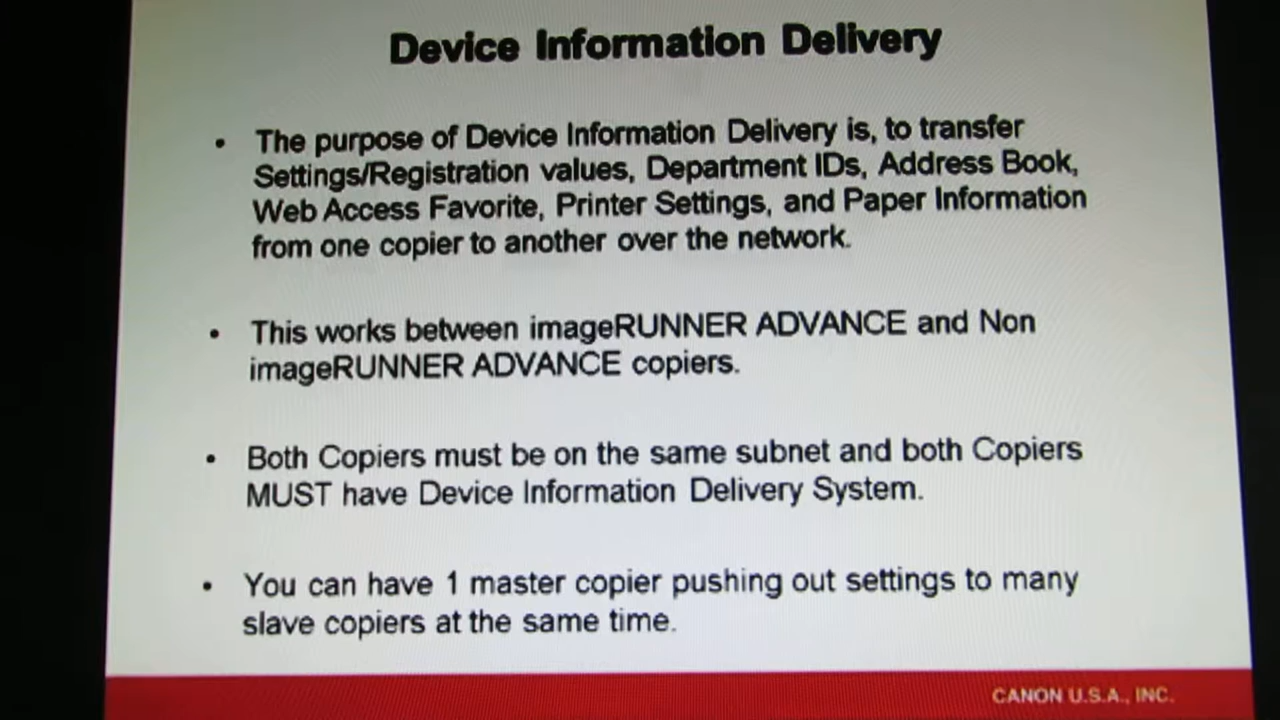 Device Information Delivery
• The purpose of Device Information Delivery is, to transfer
Settings/Registration values, Department IDs, Address Book,
Web Access Favorite, Printer Settings, and Paper Information
from one copier to another over the network.
• This works between imageRUNNER ADVANCE and Non
imageRUNNER ADVANCE copiers.
• Both Copiers must be on the same subnet and both Copiers
MUST have Device Information Delivery System.
• You can have 1 master copier pushing out settings to many
slave copiers at the same time.
CANON U.S.A., INC.